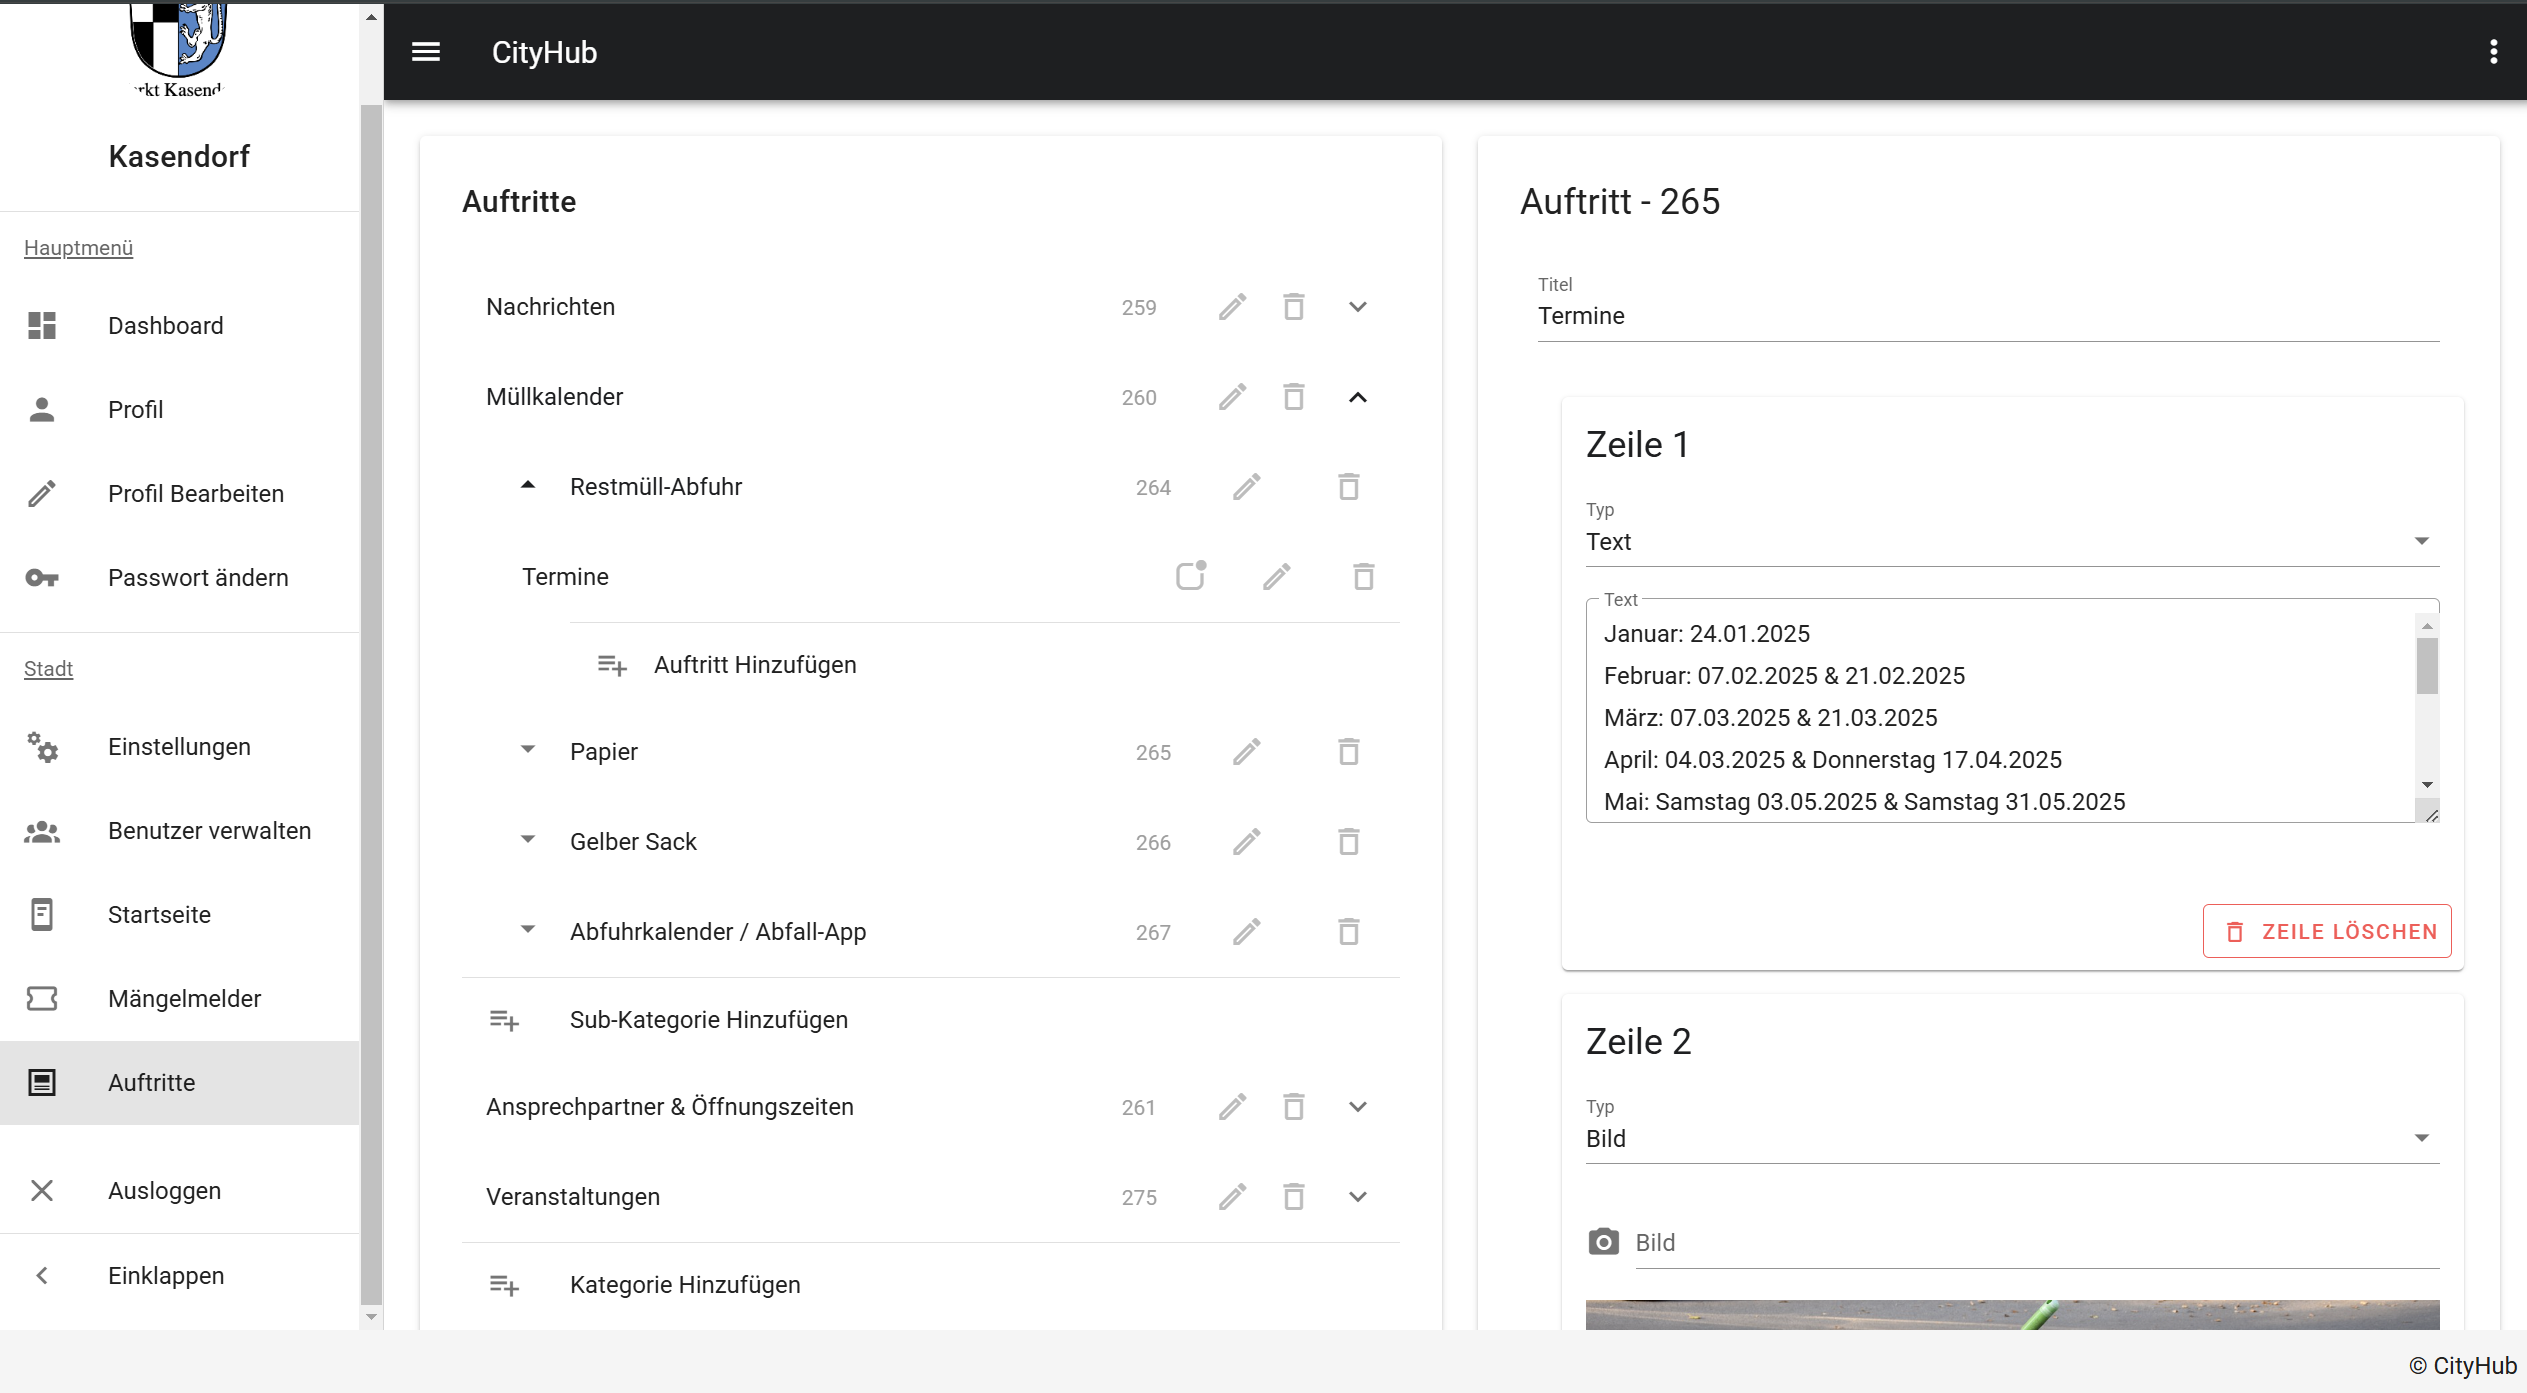 Kasendorf
Hauptmenü
Dashboard
Profil
Profil Bearbeiten
Passwort ändern
Stadt
Einstellungen
Benutzer verwalten
Startseite
Mängelmelder
Auftritte
Ausloggen
Einklappen
CityHub
Auftritte
Nachrichten 259
Müllkalender 260
Restmüll-Abfuhr 264
Termine
Auftritt Hinzufügen
Papier 265
Gelber Sack 266
Abfuhrkalender / Abfall-App 267
Sub-Kategorie Hinzufügen
Ansprechpartner & Öffnungszeiten 261
Veranstaltungen 275
Kategorie Hinzufügen
Auftritt - 265
Titel
Termine
Zeile 1
Typ
Text
Text
Januar: 24.01.2025
Februar: 07.02.2025 & 21.02.2025
März: 07.03.2025 & 21.03.2025
April: 04.03.2025 & Donnerstag 17.04.2025
Mai: Samstag 03.05.2025 & Samstag 31.05.2025
ZEILE LÖSCHEN
Zeile 2
Typ
Bild
Bild
© CityHub